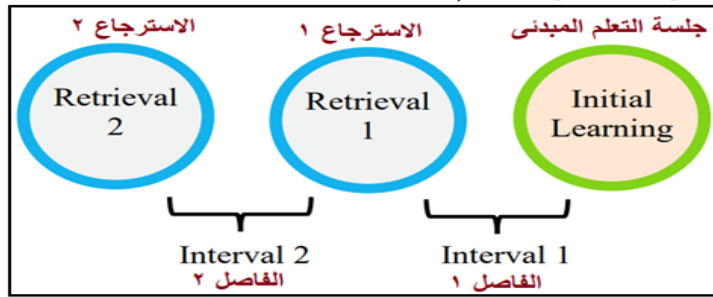 جلسة التعلم المبدئى
الاسترجاع ١
الاسترجاع ٢
Initial
Learning
Retrieval
1
Retrieval
2
Interval 1
الفاصل ١
Interval 2
الفاصل ٢